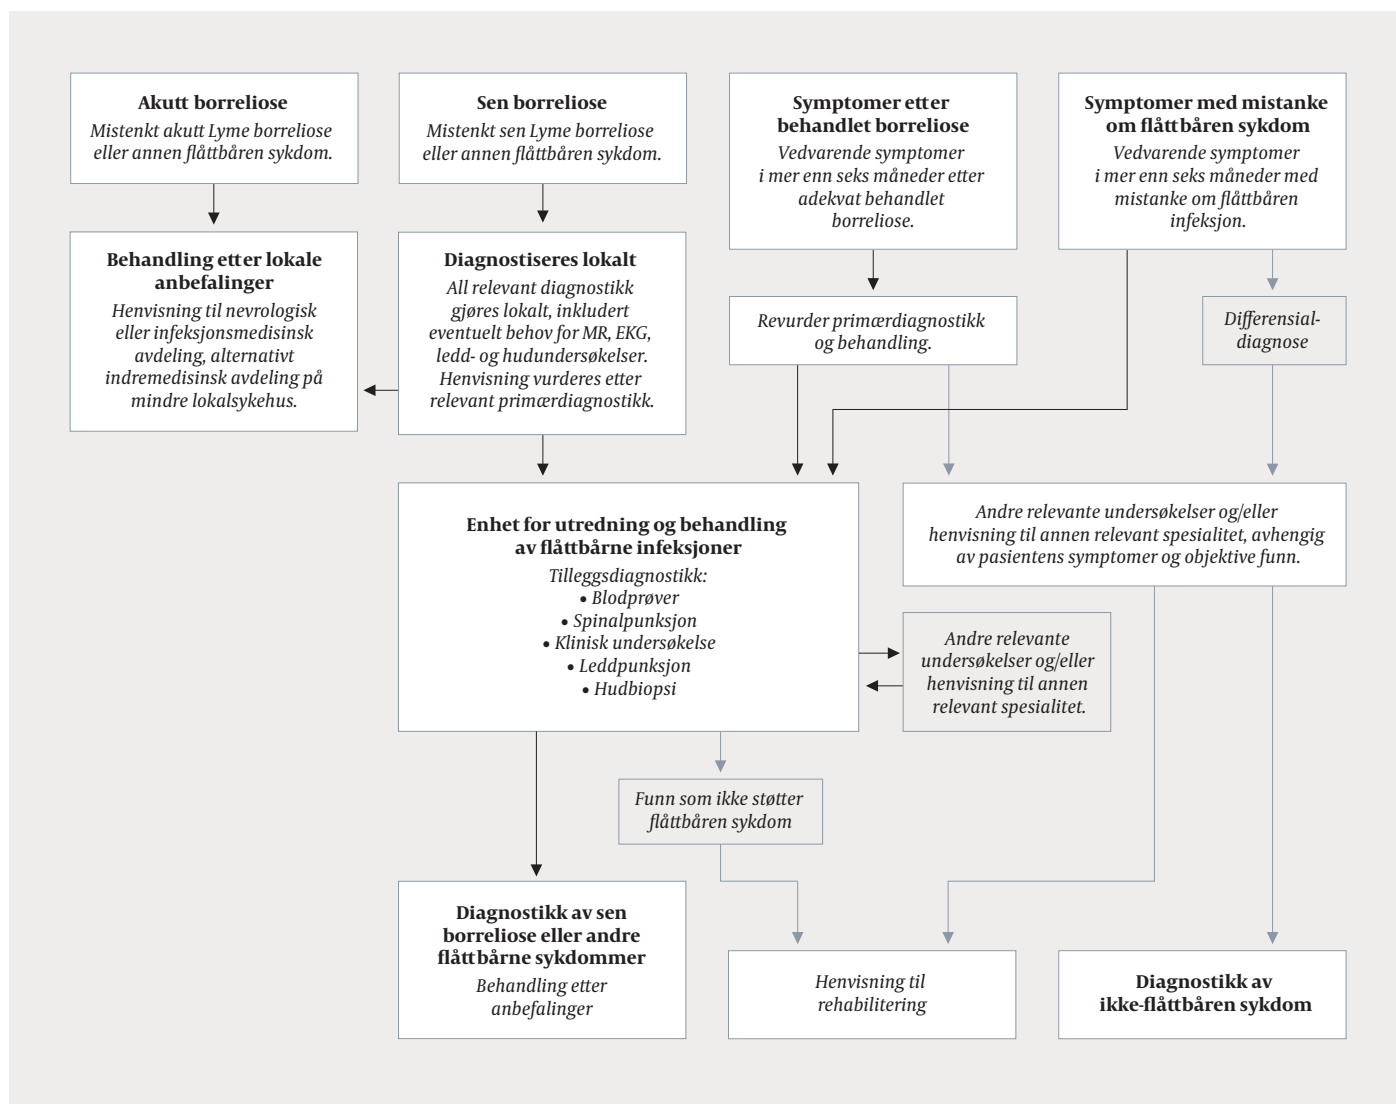 Akutt borreliose
Mistenkt akutt Lyme borreliose
eller annen flåttbåren sykdom.
Sen borreliose
Mistenkt sen Lyme borreliose
eller annen flåttbåren sykdom.
Symptomer etter
behandlet borreliose
Vedvarende symptomer
i mer enn seks måneder etter
adekvat behandlet
borreliose.
Symptomer med mistanke
om flåttbåren sykdom
Vedvarende symptomer
i mer enn seks måneder med
mistanke om flåttbåren
infeksjon.
Behandling etter lokale
anbefalinger
Henvisning til nevrologisk
eller infeksjonsmedisinsk
avdeling, alternativt
indremedisinsk avdeling på
mindre lokalsykehus.
Diagnostiseres lokalt
All relevant diagnostikk
gjøres lokalt, inkludert
eventuelt behov for MR, EKG,
ledd- og hudundersøkelser.
Henvisning vurderes etter
relevant primærdiagnostikk.
Revurder primærdiagnostikk
og behandling.
Differensial-
diagnose
Enhet for utredning og behandling
av flåttbårne infeksjoner
Tilleggsdiagnostikk:
• Blodprøver
• Spinalpunksjon
• Klinisk undersøkelse
• Leddpunksjon
• Hudbiopsi
Andre relevante undersøkelser og/eller
henvisning til annen relevant spesialitet, avhengig
av pasientens symptomer og objektive funn.
Andre relevante
undersøkelser og/eller
henvisning til annen
relevant spesialitet.
Funn som ikke støtter
flåttbåren sykdom
Diagnostikk av sen
borreliose eller andre
flåttbårne sykdommer
Behandling etter
anbefalinger
Henvisning til
rehabilitering
Diagnostikk av
ikke-flåttbåren sykdom